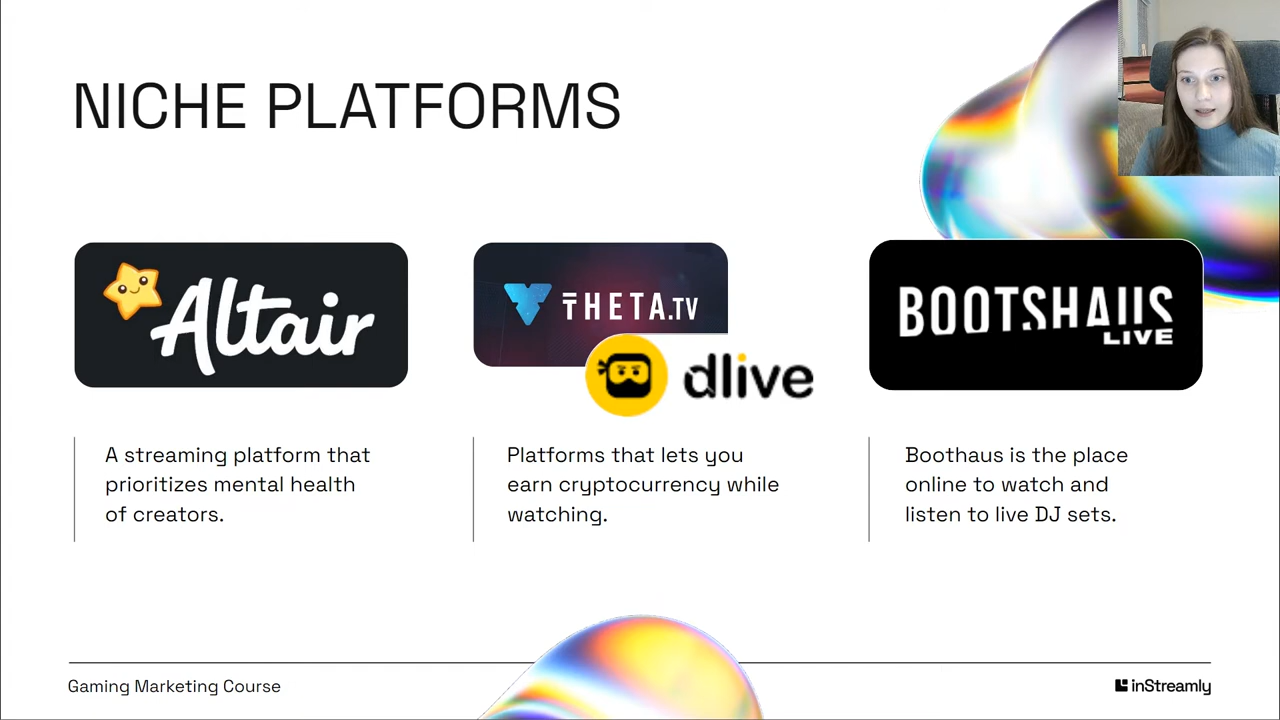 NICHE PLATFORMS
Altair
THETA.TV
dlive
BOOTSHAUS
LIVE
A streaming platform that
prioritizes mental health
of creators.
Platforms that lets you
earn cryptocurrency while
watching.
Boothaus is the place
online to watch and
listen to live DJ sets.
Gaming Marketing Course
inStreamly